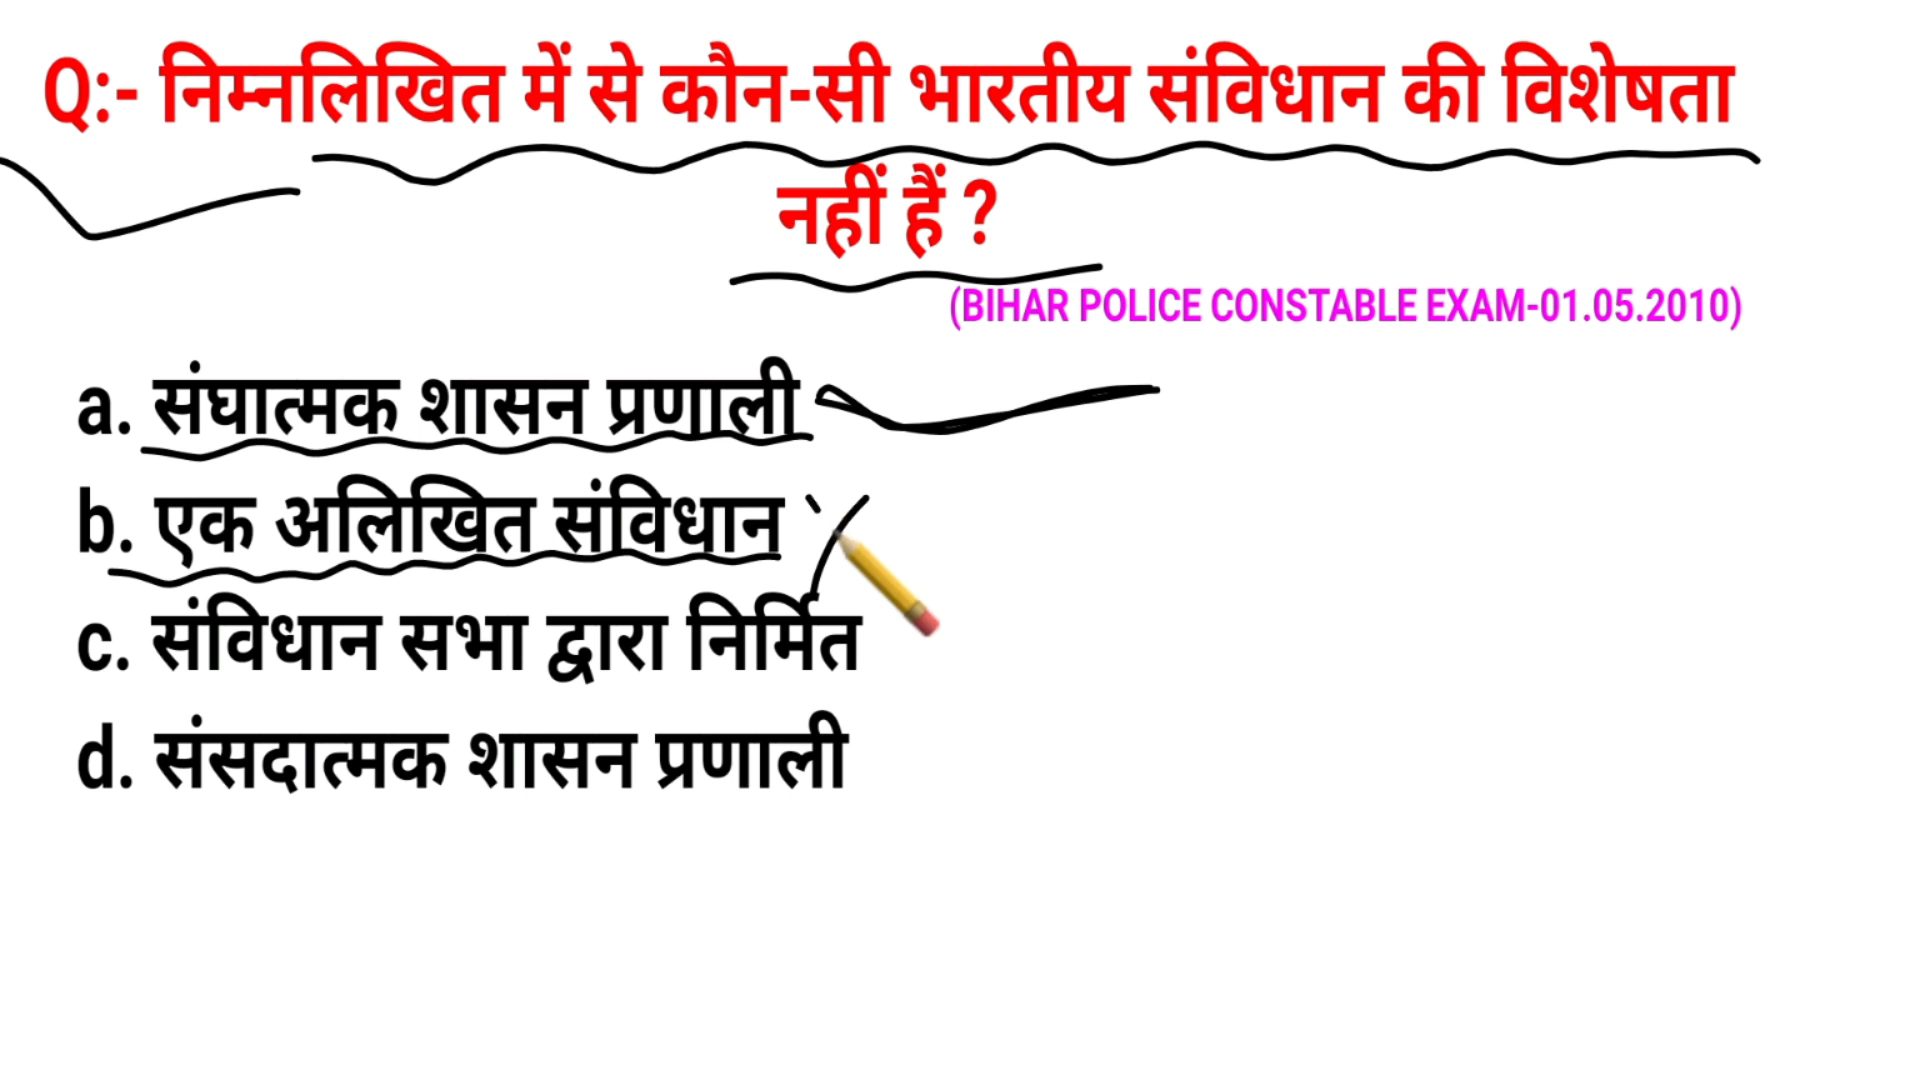 Q:- निम्नलिखित में से कौन-सी भारतीय संविधान की विशेषता
नहीं हैं ?
(BIHAR POLICE CONSTABLE EXAM-01.05.2010)
a. संघात्मक शासन प्रणाली
b. एक अलिखित संविधान
c. संविधान सभा द्वारा निर्मित
d. संसदात्मक शासन प्रणाली